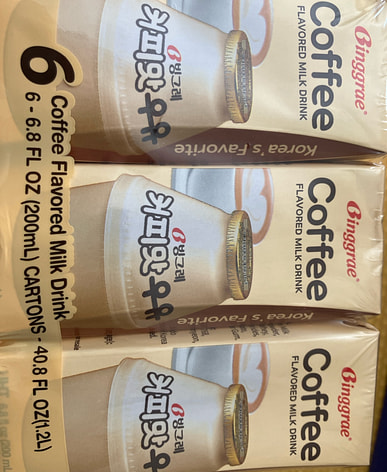 6
Coffee Flavored Milk Drink
6 - 6.8 FL OZ (200mL) CARTONS - 40.8 FL OZ(1.2L)
Binggrae
Coffee
FLAVORED MILK DRINK
빙그레
커피맛우유
Korea's Favorite
Binggrae
Coffee
FLAVORED MILK DRINK
빙그레
커피맛우유
Korea's Favorite
Binggrae
Coffee
FLAVORED MILK DRINK
빙그레
커피맛우유